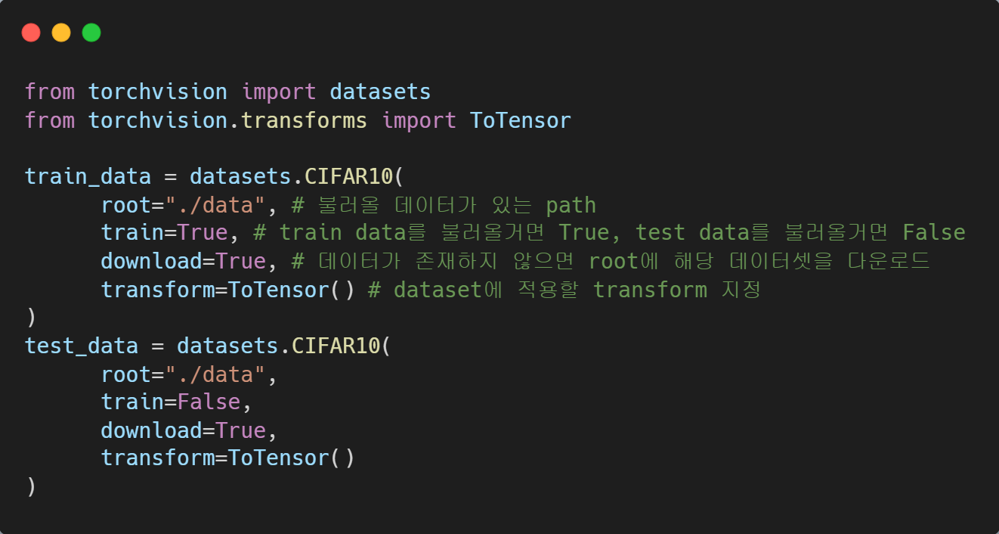 from torchvision import datasets
from torchvision.transforms import ToTensor
train_data = datasets.CIFAR10(
root="./data", # 불러올 데이터가 있는 path
train=True, # train data를 불러올거면 True, test data를 불러올거면 False
download=True, # 데이터가 존재하지 않으면 root에 해당 데이터셋을 다운로드
transform=ToTensor() # dataset에 적용할 transform 지정
)
test_data = datasets.CIFAR10(
root="./data",
train=False,
download=True,
transform=ToTensor()
)